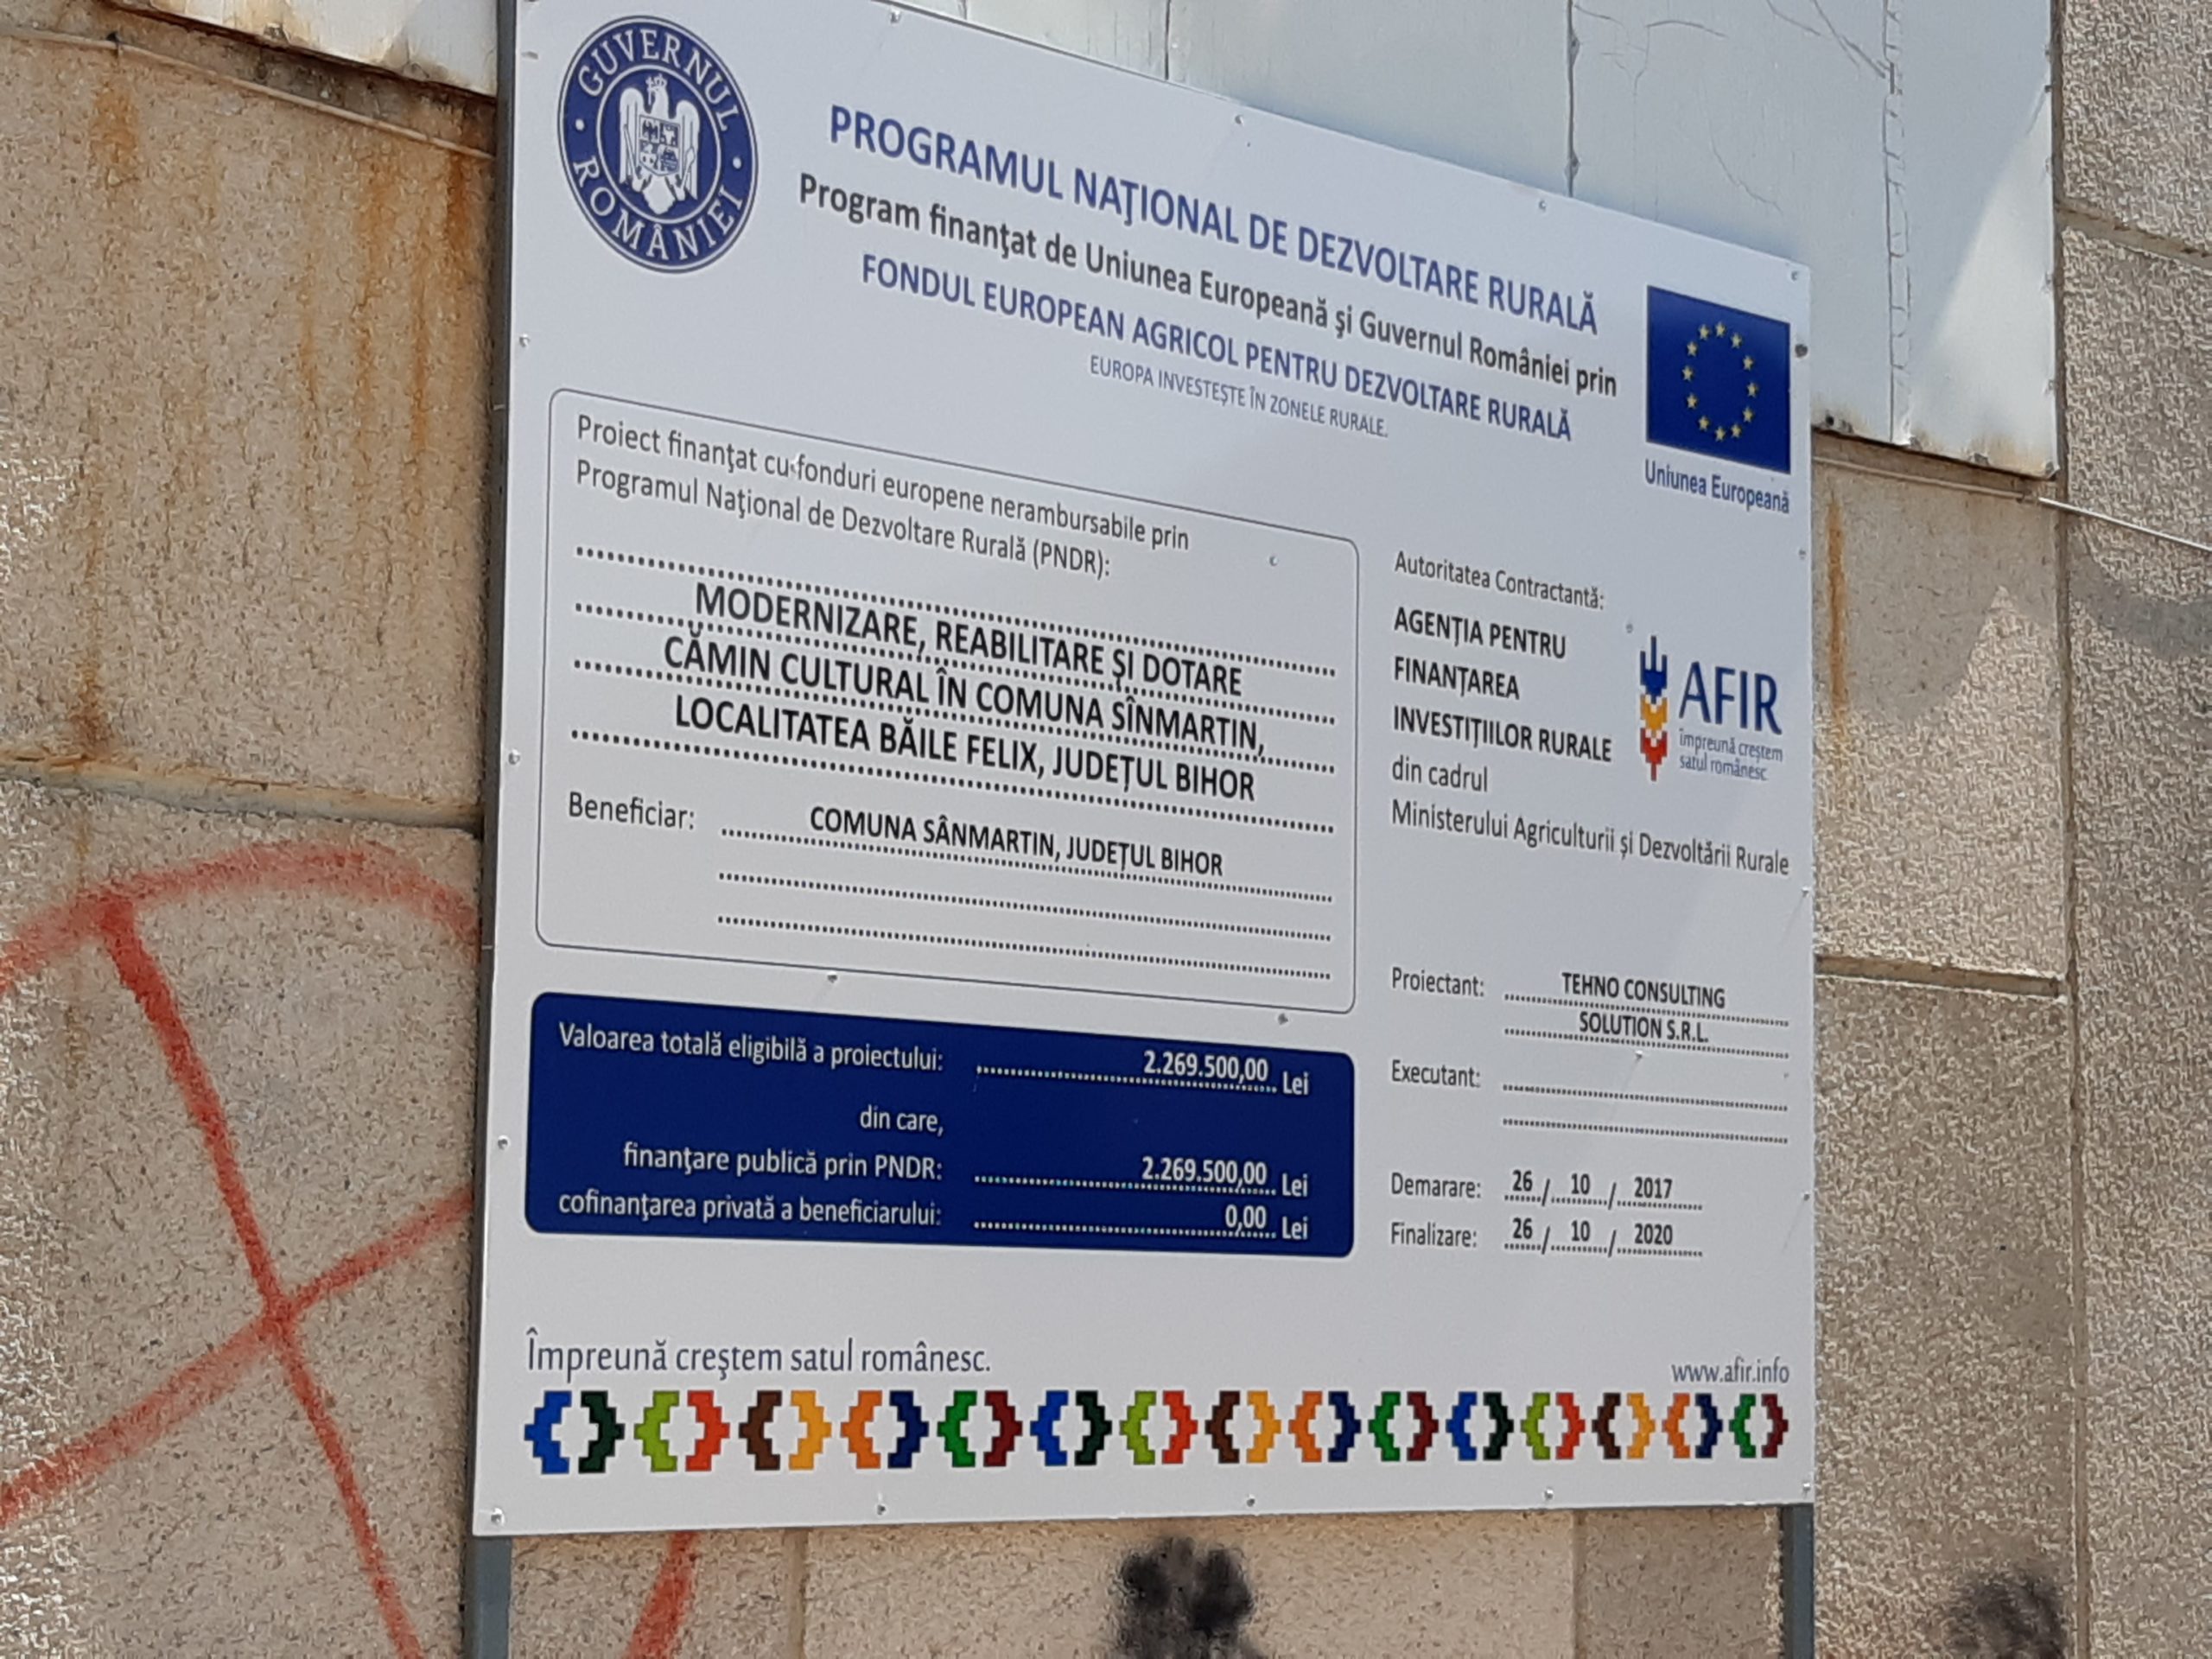 GUVERNUL ROMÂNIEI
PROGRAMUL NAŢIONAL DE DEZVOLTARE RURALĂ
Program finanţat de Uniunea Europeană şi Guvernul României prin
FONDUL EUROPEAN AGRICOL PENTRU DEZVOLTARE RURALĂ
EUROPA INVESTEŞTE ÎN ZONELE RURALE.
Uniunea Europeană
Proiect finanţat cu fonduri europene nerambursabile prin
Programul Naţional de Dezvoltare Rurală (PNDR):
MODERNIZARE, REABILITARE ŞI DOTARE
CĂMIN CULTURAL ÎN COMUNA SÎNMARTIN,
LOCALITATEA BĂILE FELIX, JUDEŢUL BIHOR
Beneficiar: COMUNA SÂNMARTIN, JUDEŢUL BIHOR
Autoritatea Contractantă:
AGENŢIA PENTRU
FINANŢAREA
INVESTIŢIILOR RURALE
din cadrul
Ministerului Agriculturii şi Dezvoltării Rurale
AFIR
împreună creştem
satul românesc
Valoarea totală eligibilă a proiectului: 2.269.500,00 Lei
din care,
finanţare publică prin PNDR: 2.269.500,00 Lei
cofinanţarea privată a beneficiarului: 0,00 Lei
Proiectant: TEHNO CONSULTING
SOLUTION S.R.L.
Executant:
Demarare: 26 / 10 / 2017
Finalizare: 26 / 10 / 2020
Împreună creştem satul românesc.
www.afir.info